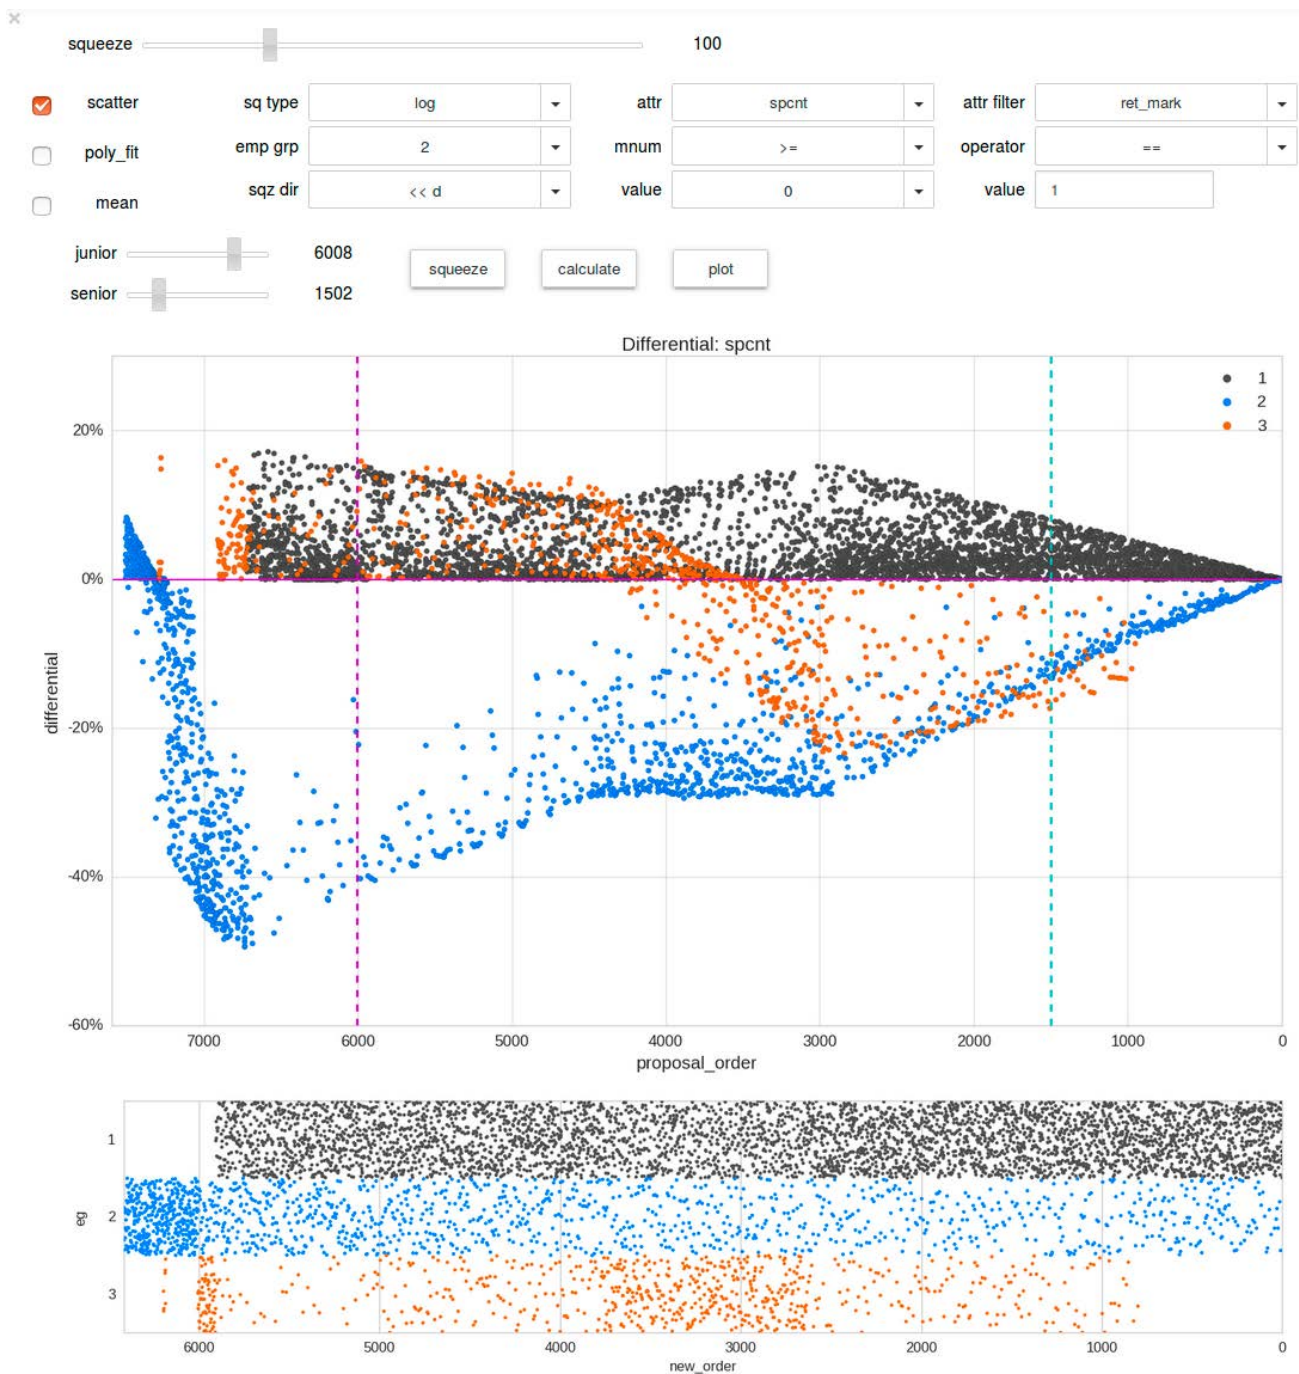 ×
squeeze 100
scatter sq type log attr spcnt attr filter ret_mark
poly_fit emp grp 2 mnum >= operator ==
mean sqz dir << d value 0 value 1
junior 6008
squeeze calculate plot
senior 1502
Differential: spcnt
1
2
3
20%
0%
-20%
-40%
-60%
differential
7000 6000 5000 4000 3000 2000 1000 0
proposal_order
1
2
3
eg
6000 5000 4000 3000 2000 1000 0
new_order